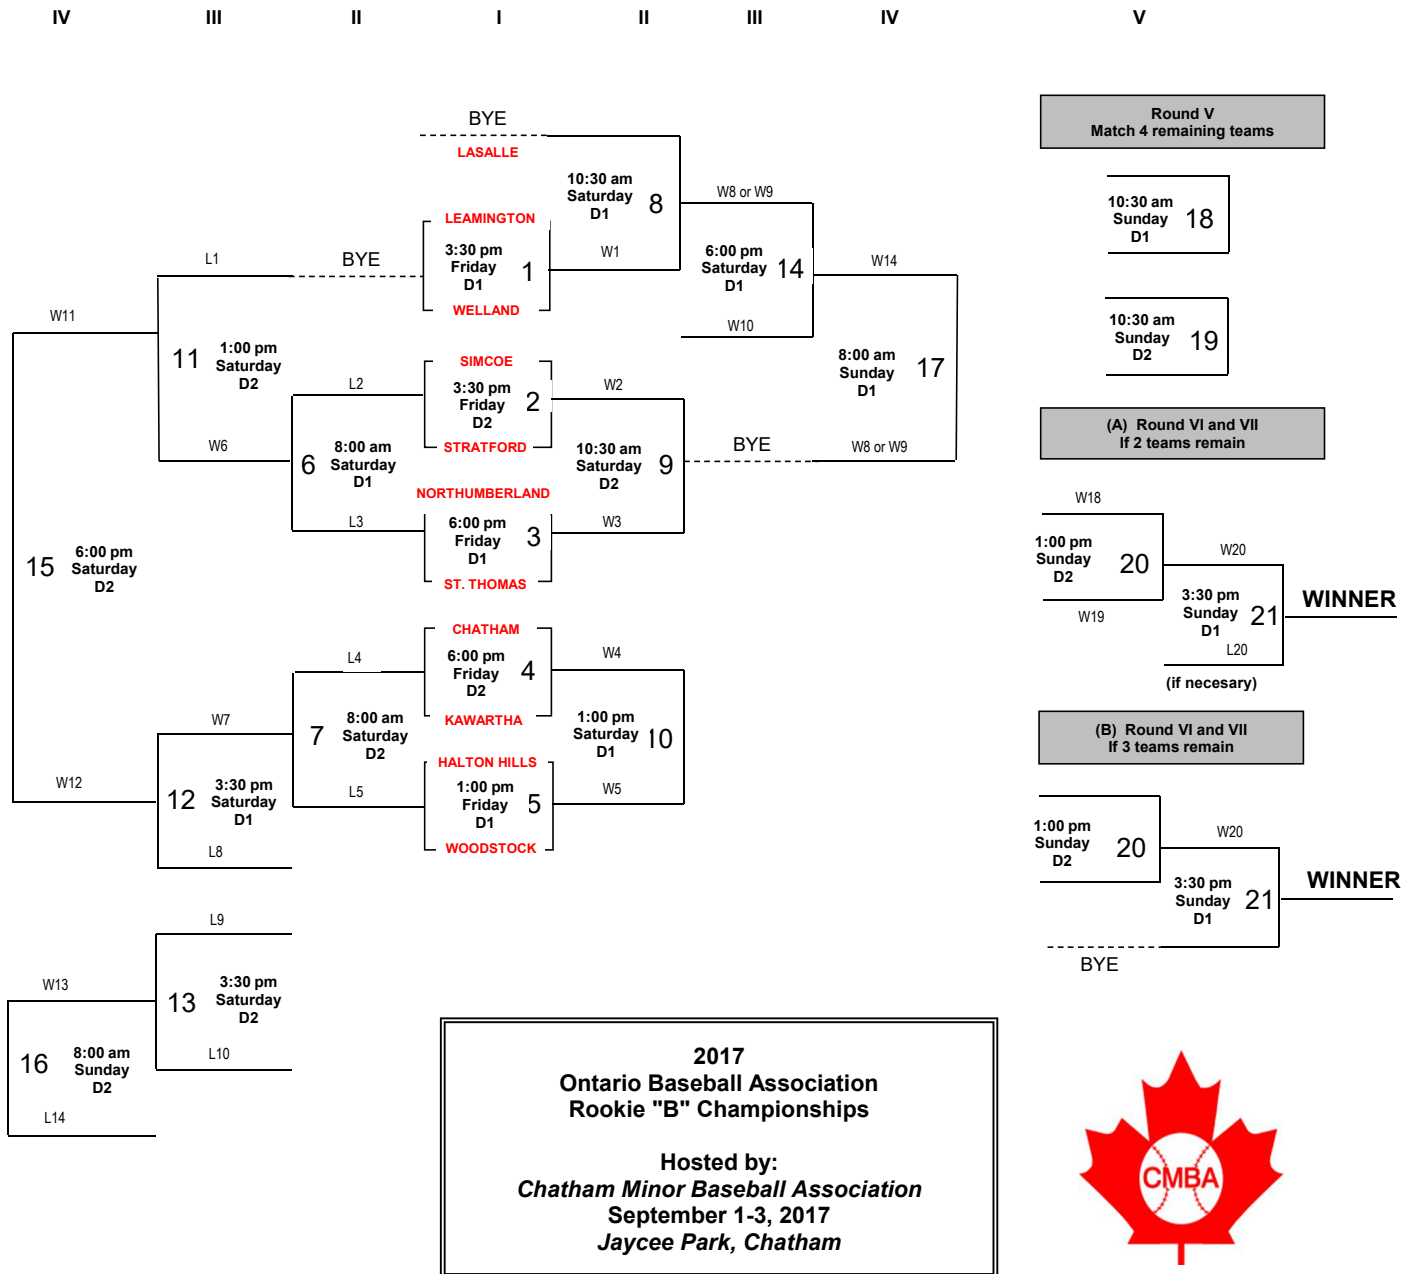 IV III II I II III IV V
BYE
LASALLE
10:30 am
Saturday
D1
8
W8 or W9
LEAMINGTON
3:30 pm
Friday
D1
1
WELLAND
W1
L1
BYE
6:00 pm
Saturday
D1
14
W14
W10
W11
11
1:00 pm
Saturday
D2
SIMCOE
3:30 pm
Friday
D2
2
STRATFORD
L2
W2
8:00 am
Sunday
D1
17
W6
6
8:00 am
Saturday
D1
10:30 am
Saturday
D2
9
BYE
W8 or W9
NORTHUMBERLAND
6:00 pm
Friday
D1
3
ST. THOMAS
L3
W3
15
6:00 pm
Saturday
D2
CHATHAM
6:00 pm
Friday
D2
4
KAWARTHA
L4
W4
W7
7
8:00 am
Saturday
D2
1:00 pm
Saturday
D1
10
HALTON HILLS
1:00 pm
Friday
D1
5
WOODSTOCK
L5
W5
W12
12
3:30 pm
Saturday
D1
L8
L9
W13
13
3:30 pm
Saturday
D2
L10
16
8:00 am
Sunday
D2
L14
Round V
Match 4 remaining teams
10:30 am
Sunday
D1
18
10:30 am
Sunday
D2
19
(A) Round VI and VII
If 2 teams remain
W18
1:00 pm
Sunday
D2
20
W19
W20
3:30 pm
Sunday
D1
21
L20
(if necesary)
WINNER
(B) Round VI and VII
If 3 teams remain
1:00 pm
Sunday
D2
20
W20
3:30 pm
Sunday
D1
21
BYE
WINNER
2017
Ontario Baseball Association
Rookie "B" Championships
Hosted by:
Chatham Minor Baseball Association
September 1-3, 2017
Jaycee Park, Chatham
CMBA